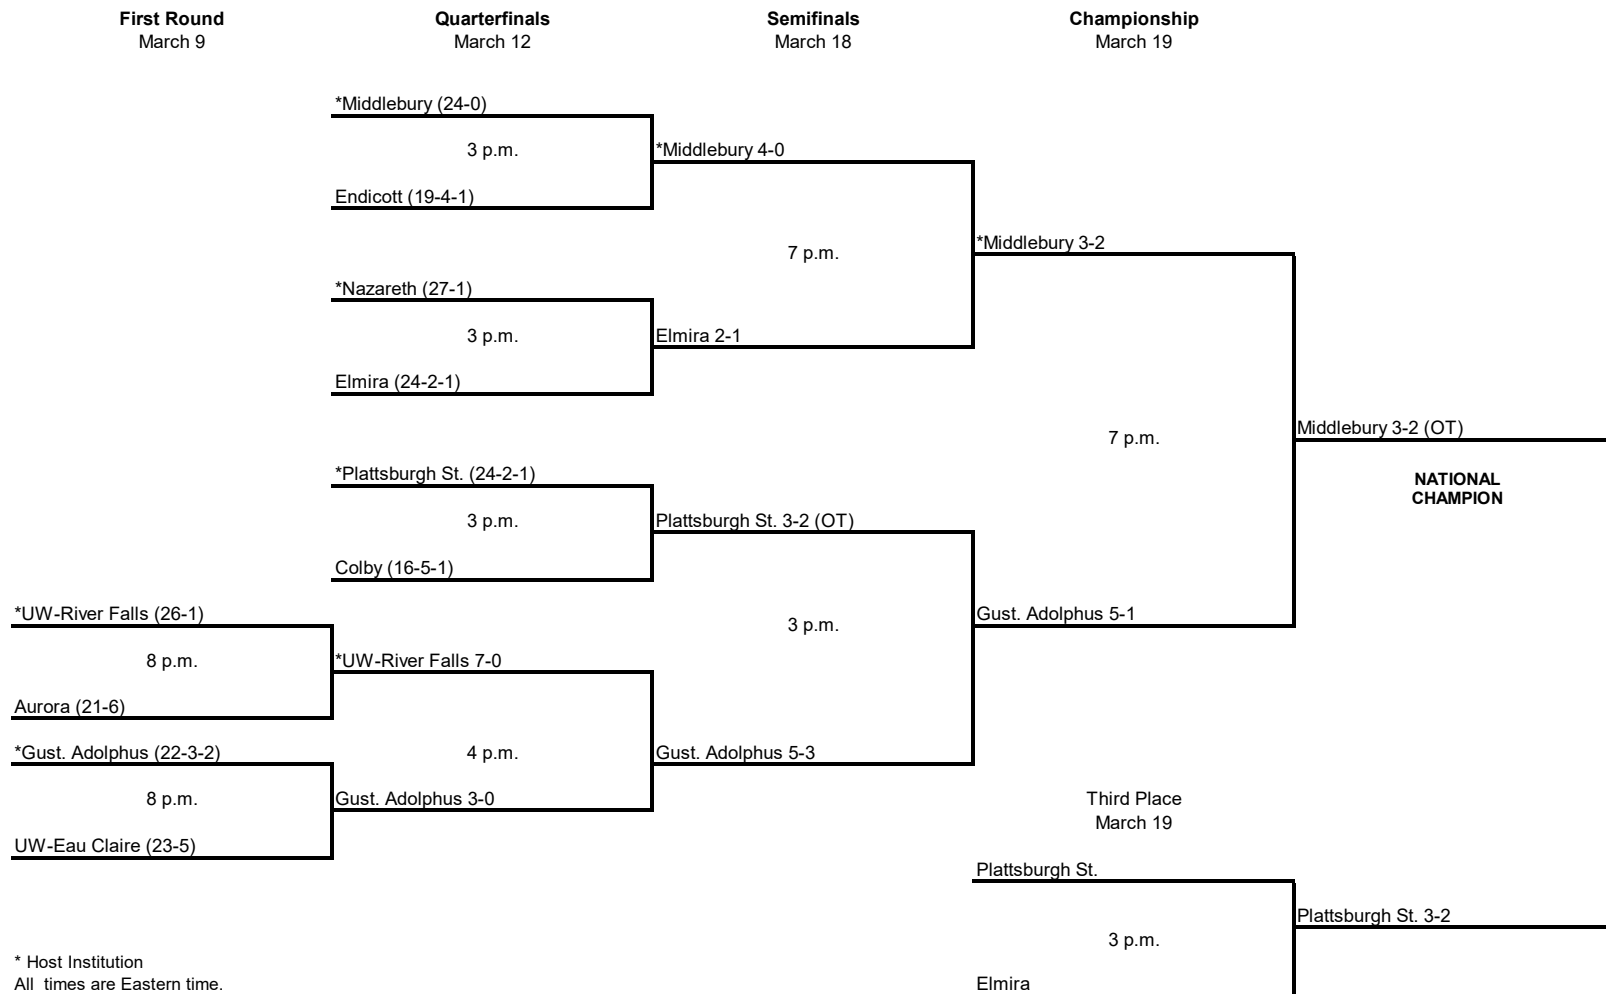 First Round
March 9
Quarterfinals
March 12
Semifinals
March 18
Championship
March 19
*Middlebury (24-0)
3 p.m.
*Middlebury 4-0
Endicott (19-4-1)
7 p.m.
*Middlebury 3-2
*Nazareth (27-1)
3 p.m.
Elmira 2-1
Elmira (24-2-1)
7 p.m.
Middlebury 3-2 (OT)
NATIONAL
CHAMPION
*Plattsburgh St. (24-2-1)
3 p.m.
Plattsburgh St. 3-2 (OT)
Colby (16-5-1)
*UW-River Falls (26-1)
3 p.m.
Gust. Adolphus 5-1
8 p.m.
*UW-River Falls 7-0
Aurora (21-6)
*Gust. Adolphus (22-3-2)
4 p.m.
Gust. Adolphus 5-3
8 p.m.
Gust. Adolphus 3-0
UW-Eau Claire (23-5)
Third Place
March 19
Plattsburgh St.
Plattsburgh St. 3-2
3 p.m.
Elmira
* Host Institution
All times are Eastern time.